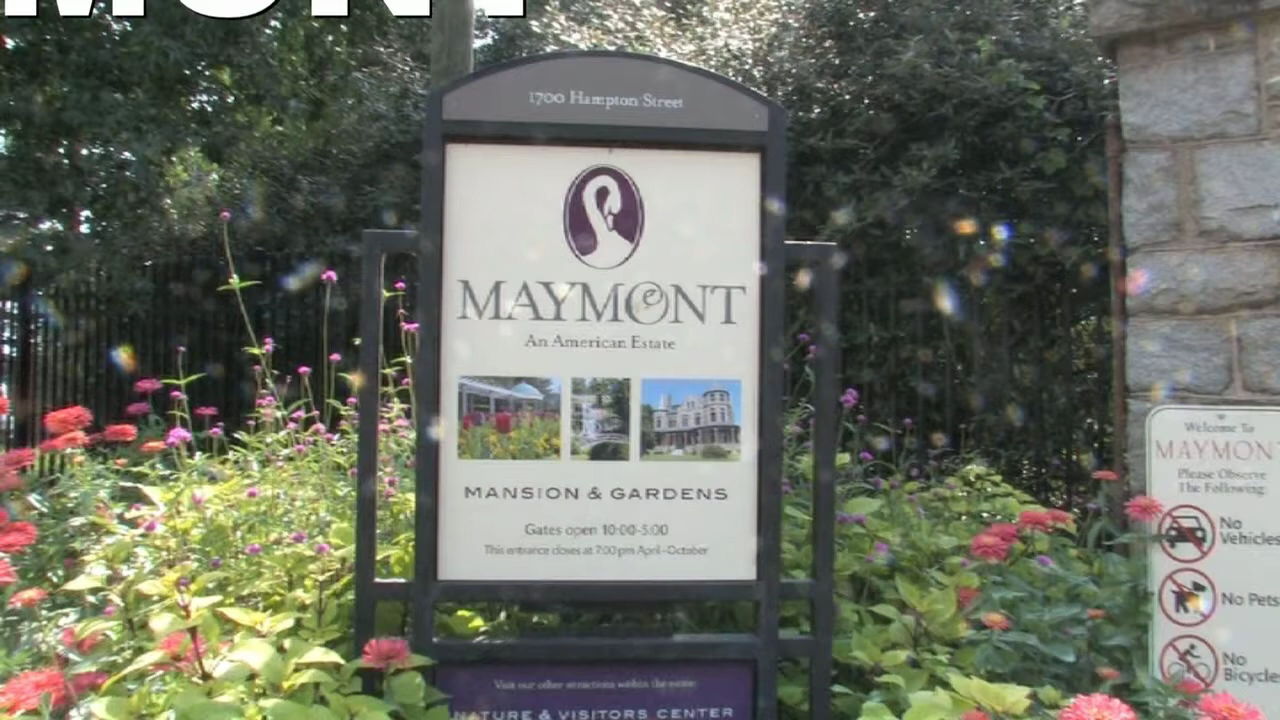 MONT
1700 Hampton Street
MAYMONT
An American Estate
MANSION & GARDENS
Gates open 10:00-5:00
This entrance closes at 7:00 pm April-October
Visit our other attractions within the estate:
NATURE & VISITORS CENTER
Welcome To
MAYMONT
Please Observe
The Following:
No
Vehicles
No Pets
No
Bicycles